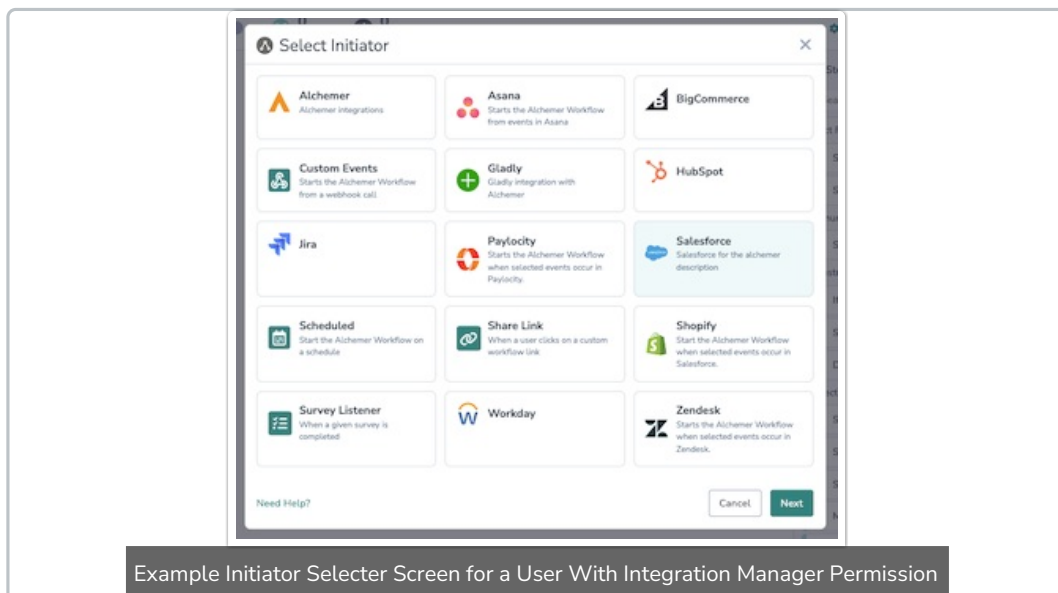 Select Initiator
Alchemer
Alchemer integrations
Asana
Starts the Alchemer Workflow
from events in Asana
BigCommerce
Custom Events
Starts the Alchemer Workflow
from a webhook call
Gladly
Gladly integration with
Alchemer
HubSpot
Jira
Paylocity
Starts the Alchemer Workflow
when selected events occur in
Paylocity.
Salesforce
Salesforce for the alchemer
description
Scheduled
Start the Alchemer Workflow on
a schedule
Share Link
When a user clicks on a custom
workflow link
Shopify
Start the Alchemer Workflow
when selected events occur in
Salesforce.
Survey Listener
When a given survey is
completed
Workday
Zendesk
Starts the Alchemer Workflow
when selected events occur in
Zendesk.
Need Help?
Cancel
Next
Example Initiator Selecter Screen for a User With Integration Manager Permission